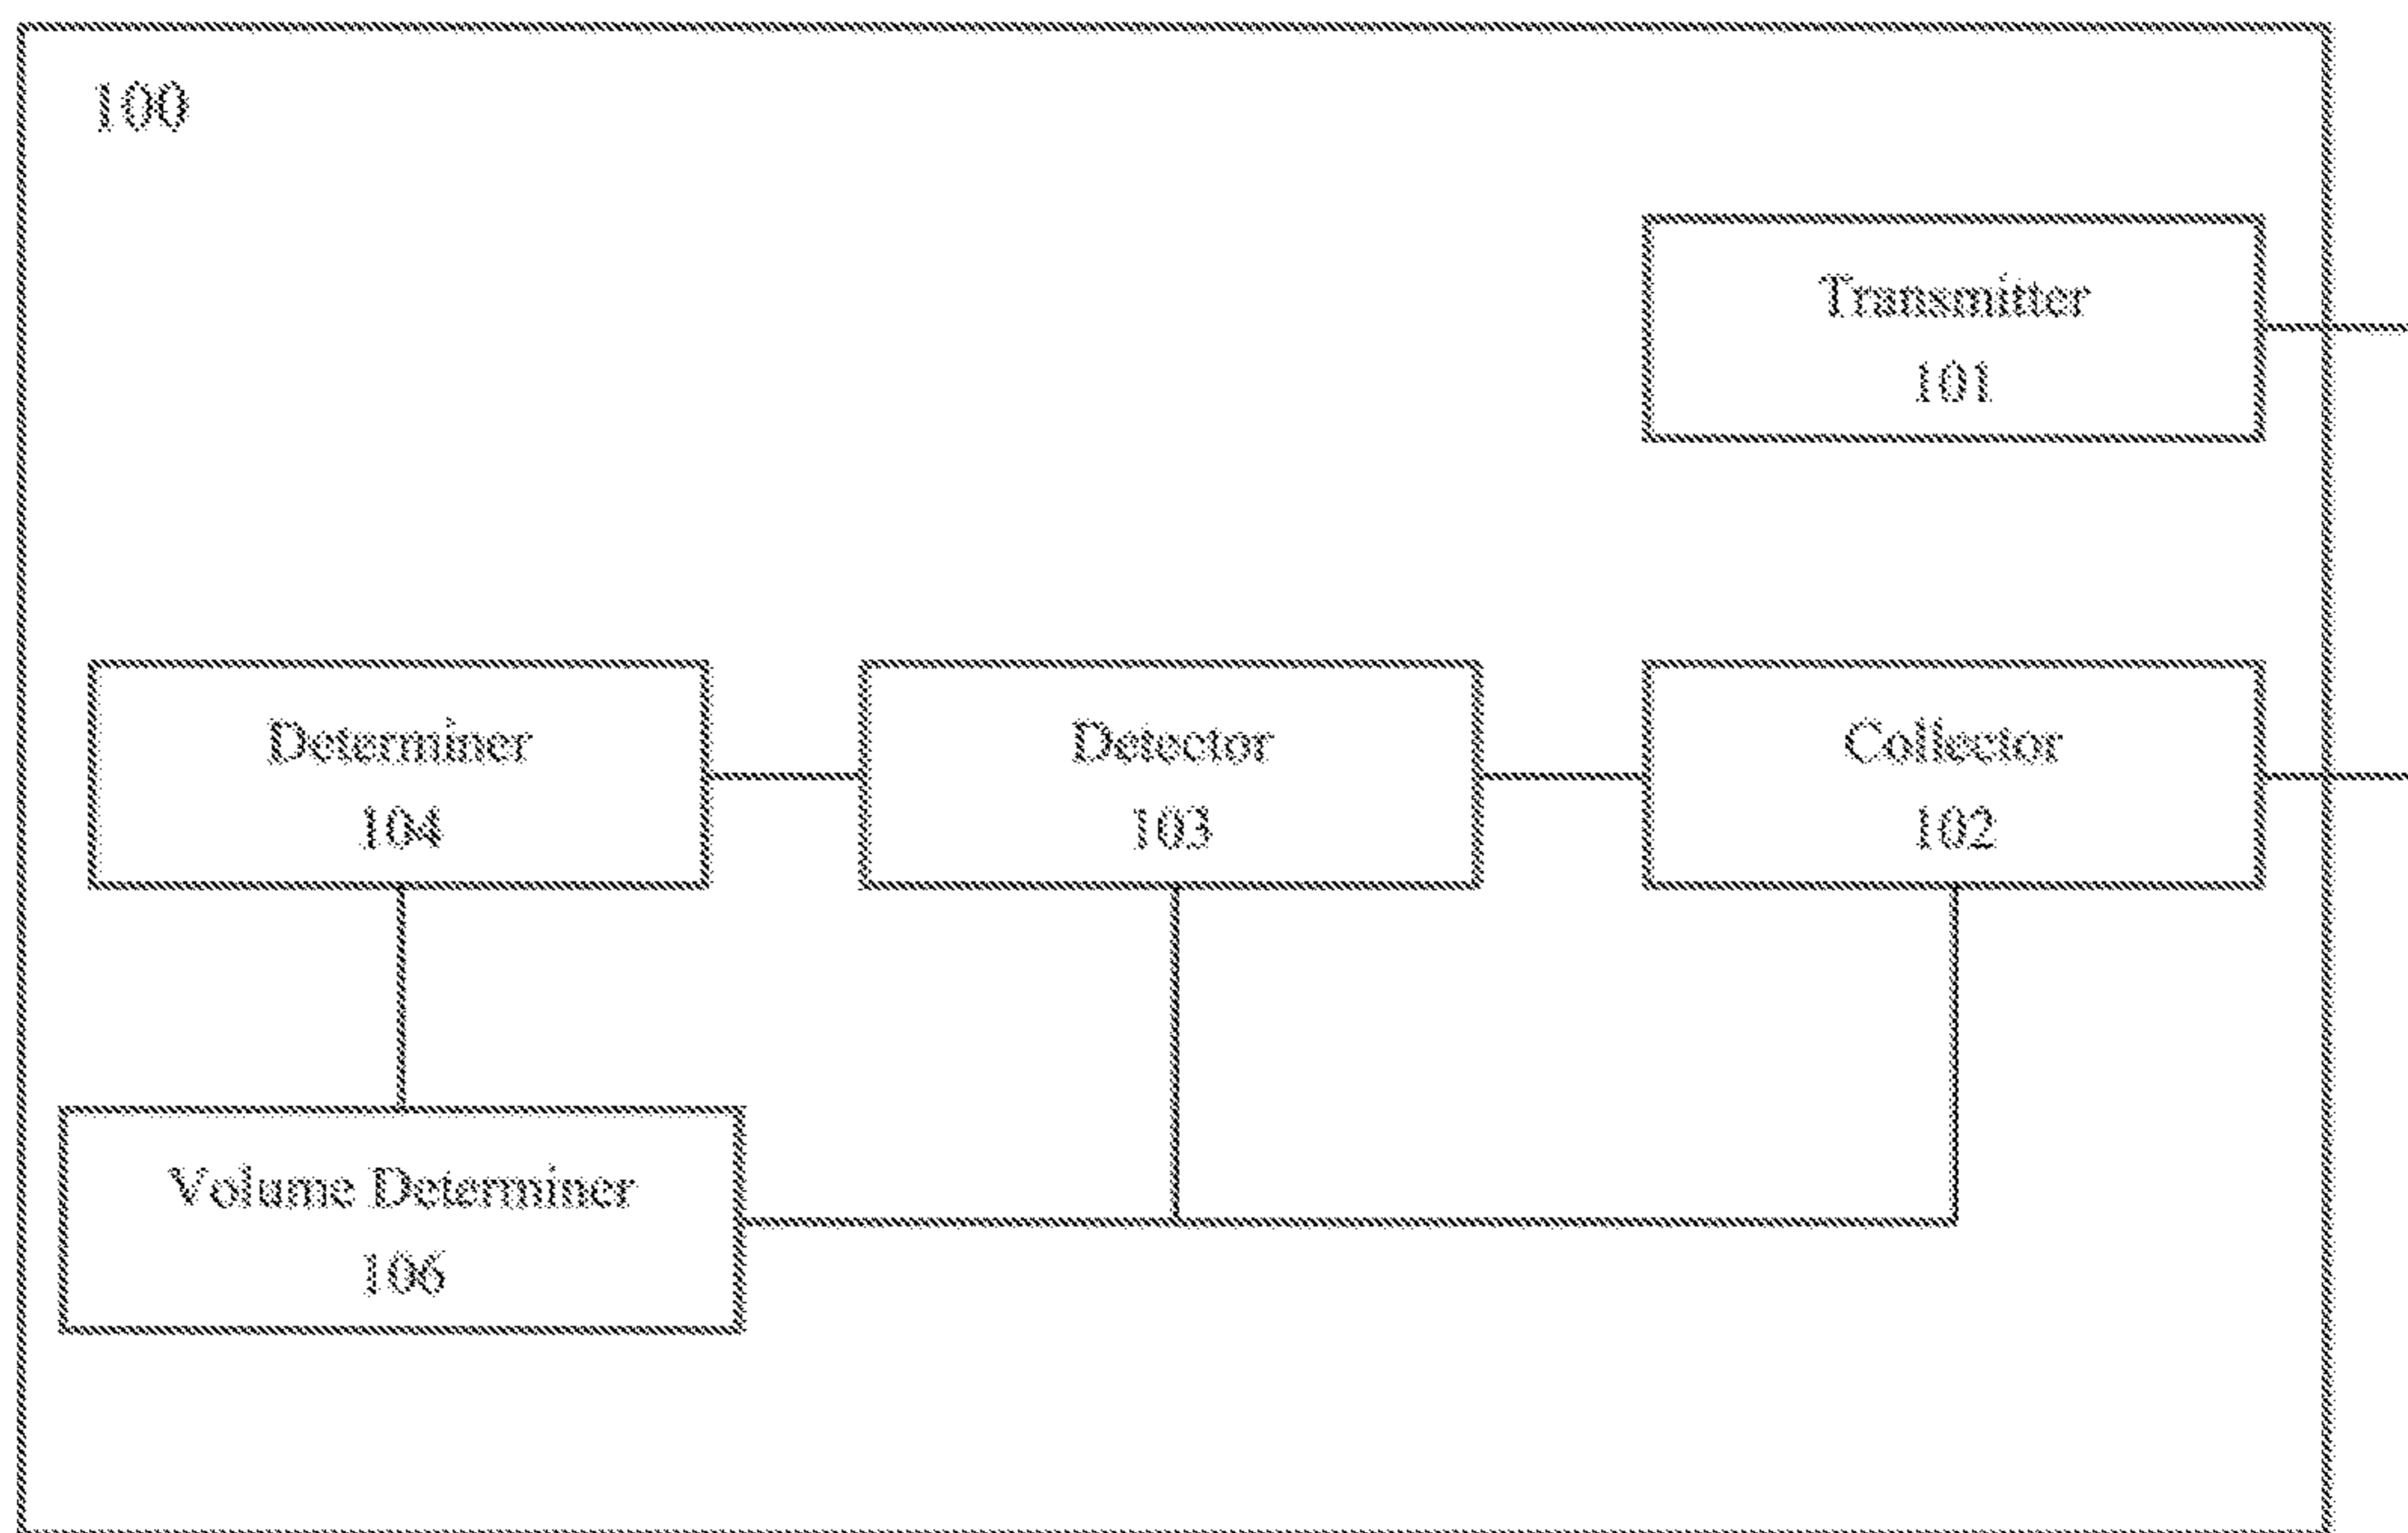 100
Transmitter
101
Determiner
104
Detector
103
Collector
102
Volume Determiner
106